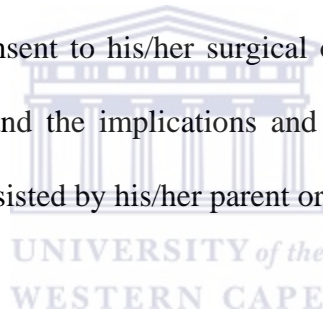 nsent to his/her surgical
nd the implications and
sisted by his/her parent or
UNIVERSITY of the
WESTERN CAPE